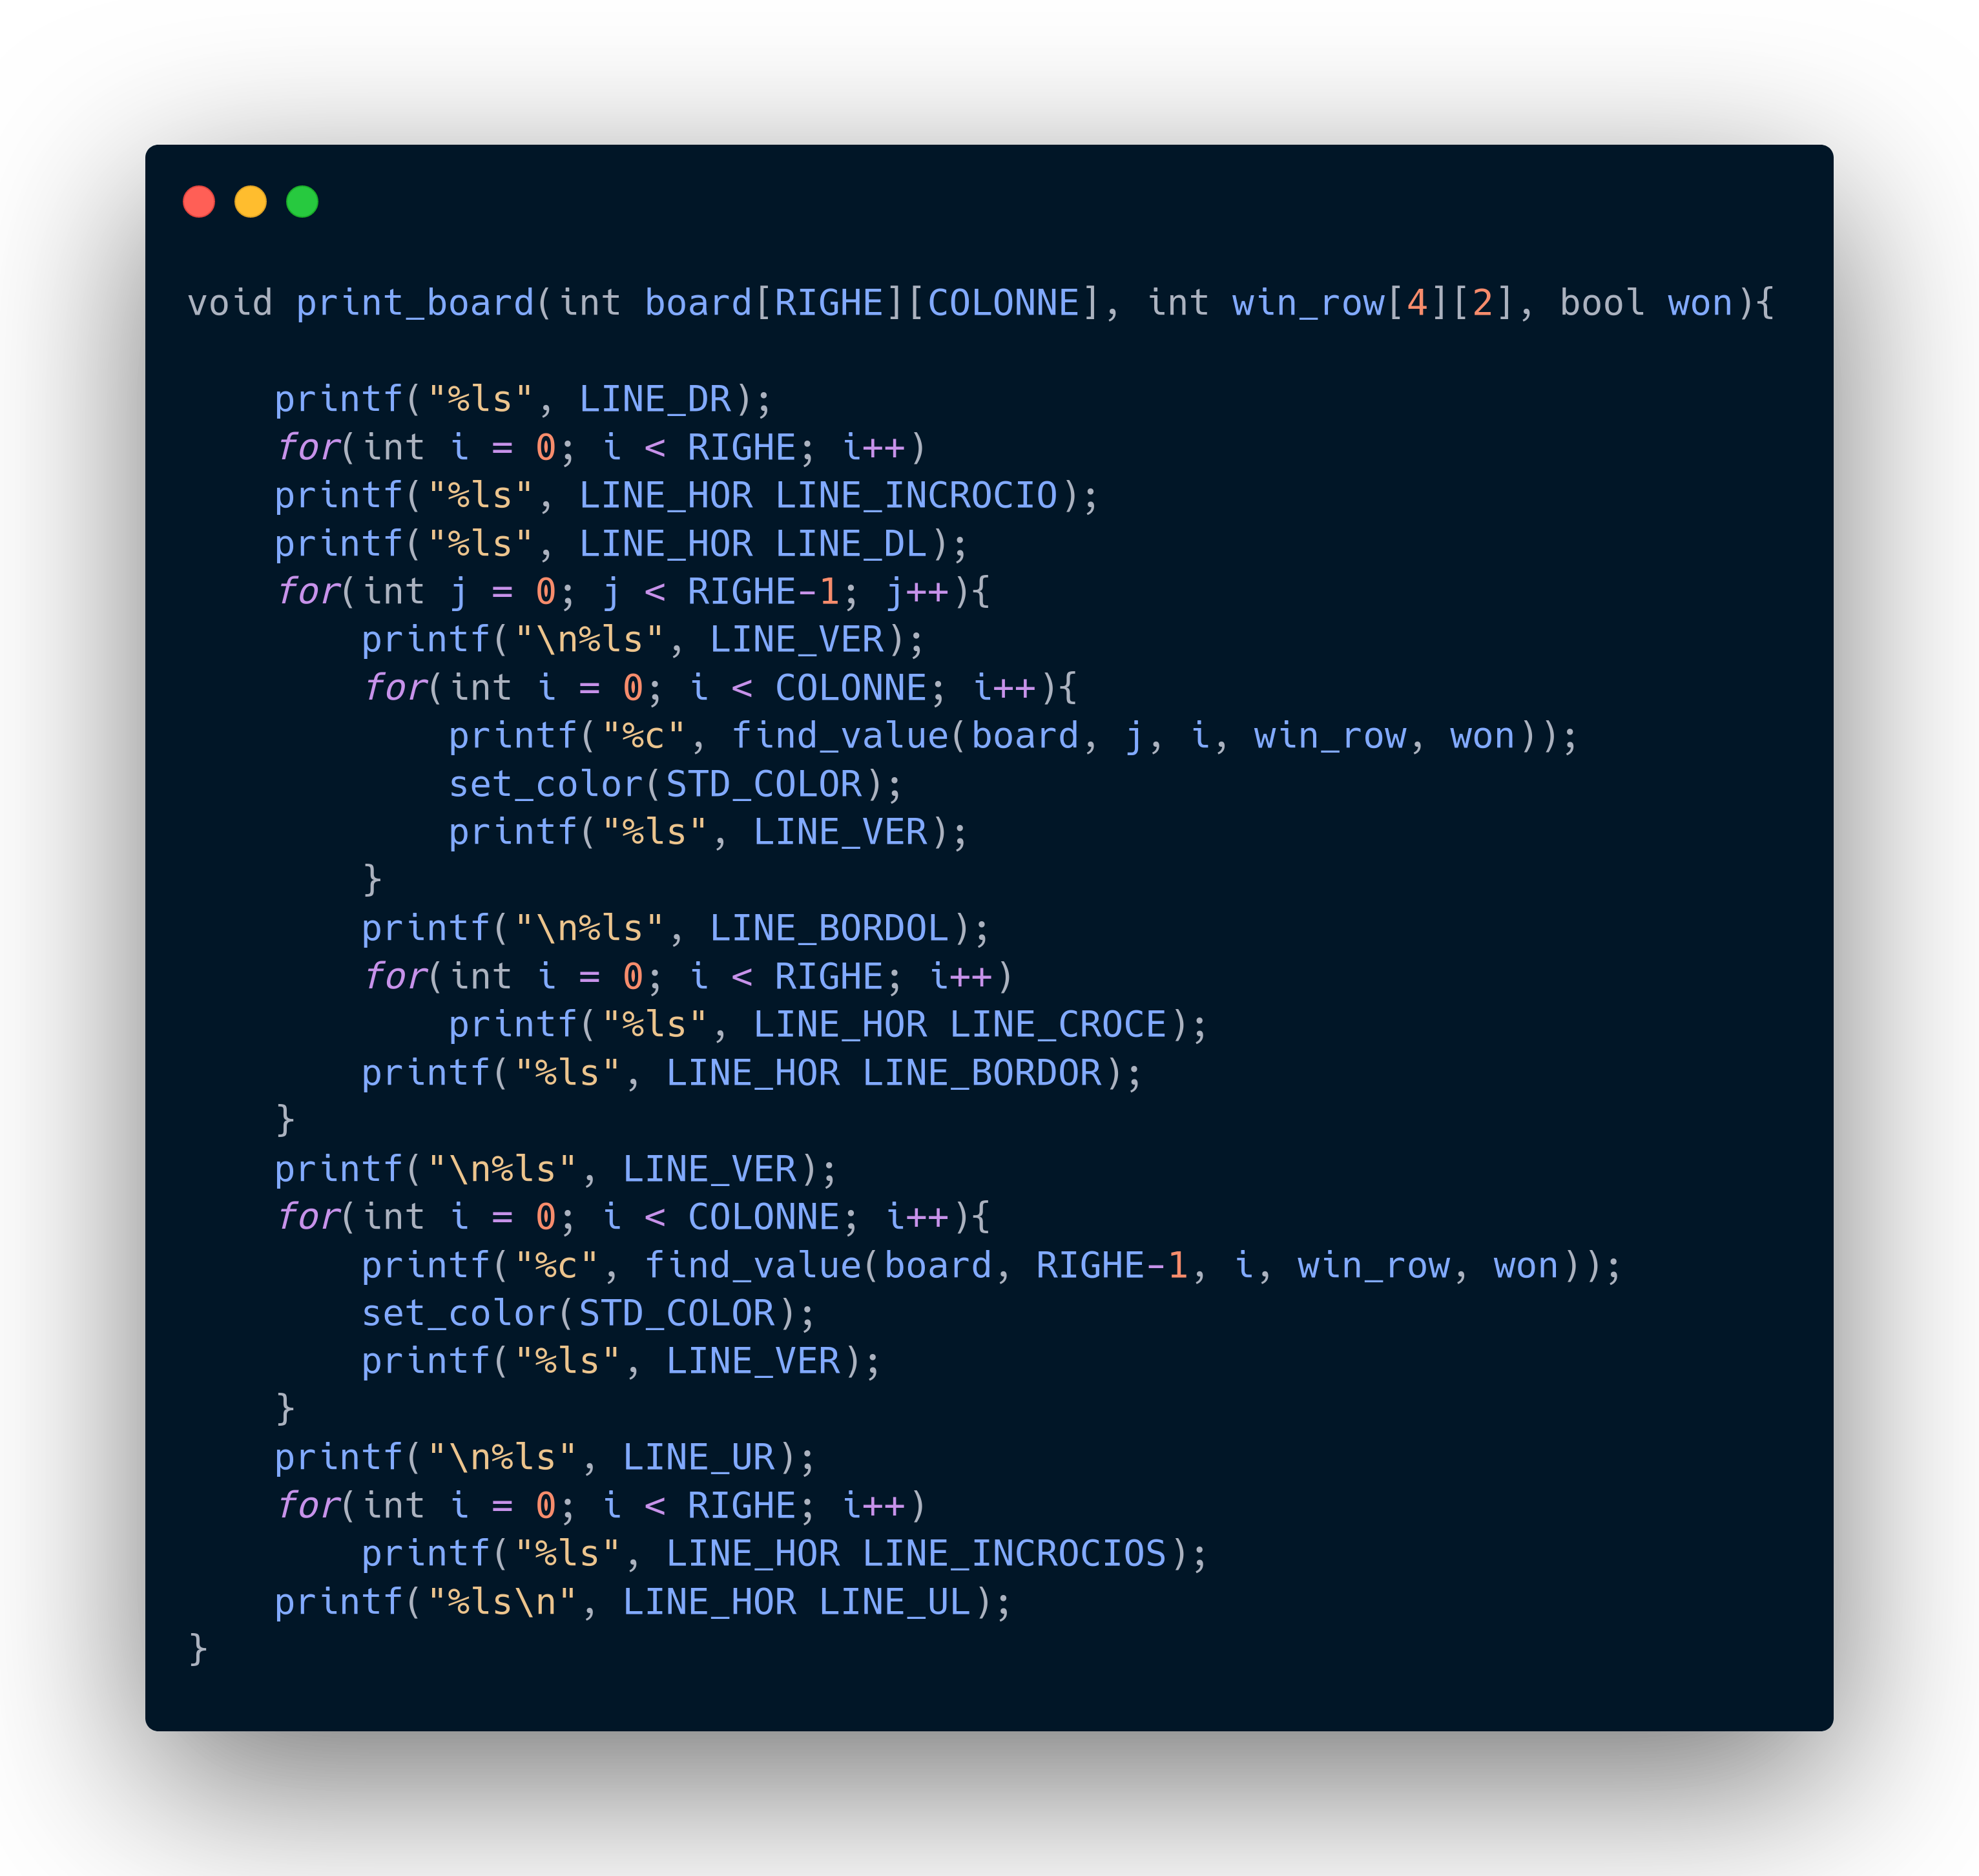 void print_board(int board[RIGHE][COLONNE], int win_row[4][2], bool won){

    printf("%ls", LINE_DR);
    for(int i = 0; i < RIGHE; i++)
    printf("%ls", LINE_HOR LINE_INCROCIO);
    printf("%ls", LINE_HOR LINE_DL);
    for(int j = 0; j < RIGHE-1; j++){
        printf("\n%ls", LINE_VER);
        for(int i = 0; i < COLONNE; i++){
            printf("%c", find_value(board, j, i, win_row, won));
            set_color(STD_COLOR);
            printf("%ls", LINE_VER);
        }
        printf("\n%ls", LINE_BORDOL);
        for(int i = 0; i < RIGHE; i++)
            printf("%ls", LINE_HOR LINE_CROCE);
        printf("%ls", LINE_HOR LINE_BORDOR);
    }
    printf("\n%ls", LINE_VER);
    for(int i = 0; i < COLONNE; i++){
        printf("%c", find_value(board, RIGHE-1, i, win_row, won));
        set_color(STD_COLOR);
        printf("%ls", LINE_VER);
    }
    printf("\n%ls", LINE_UR);
    for(int i = 0; i < RIGHE; i++)
        printf("%ls", LINE_HOR LINE_INCROCIOS);
    printf("%ls\n", LINE_HOR LINE_UL);
}